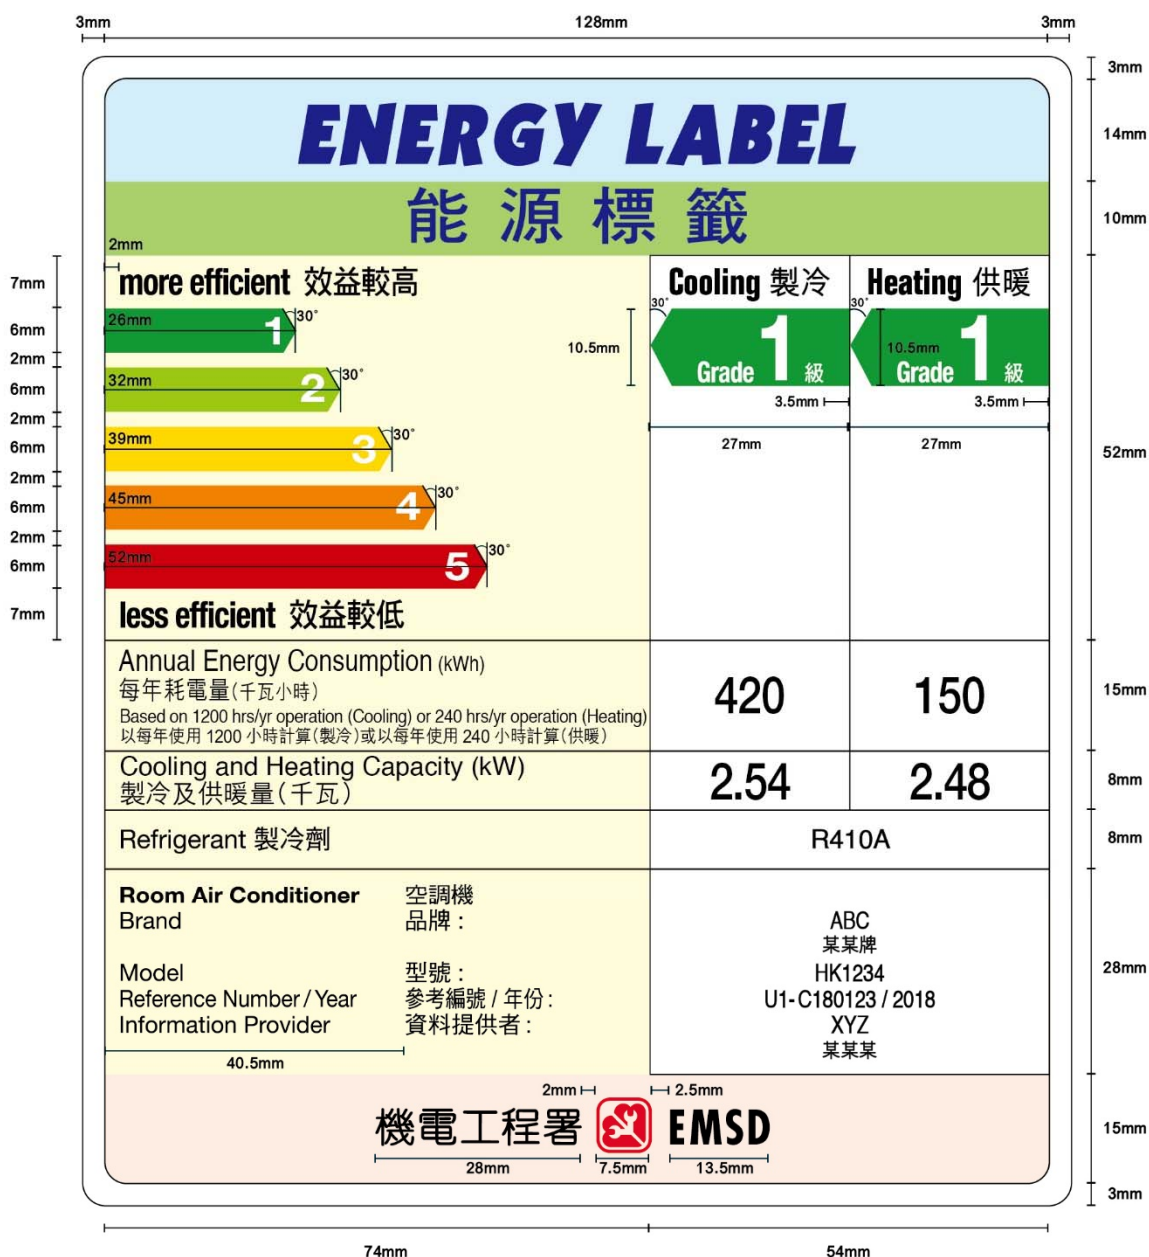 3mm 128mm 3mm
3mm
ENERGY LABEL
14mm
能源標籤
10mm
2mm
7mm
more efficient 效益較高
Cooling 製冷
Heating 供暖
6mm
26mm
1
30°
10.5mm
30°
Grade 1 級
30°
10.5mm
Grade 1 級
2mm
6mm
32mm
2
30°
3.5mm
3.5mm
2mm
6mm
39mm
3
30°
27mm
27mm
52mm
2mm
6mm
45mm
4
30°
2mm
6mm
52mm
5
30°
7mm
less efficient 效益較低
Annual Energy Consumption (kWh)
每年耗電量(千瓦小時)
Based on 1200 hrs/yr operation (Cooling) or 240 hrs/yr operation (Heating)
以每年使用 1200 小時計算(製冷)或以每年使用 240 小時計算(供暖)
420
150
15mm
Cooling and Heating Capacity (kW)
製冷及供暖量(千瓦)
2.54
2.48
8mm
Refrigerant 製冷劑
R410A
8mm
Room Air Conditioner 空調機
Brand 品牌：
ABC
某某牌
Model 型號：
HK1234
28mm
Reference Number / Year 參考編號 / 年份：
U1-C180123 / 2018
Information Provider 資料提供者：
XYZ
某某某
40.5mm
2mm
2.5mm
機電工程署 EMSD
15mm
28mm
7.5mm
13.5mm
3mm
74mm
54mm